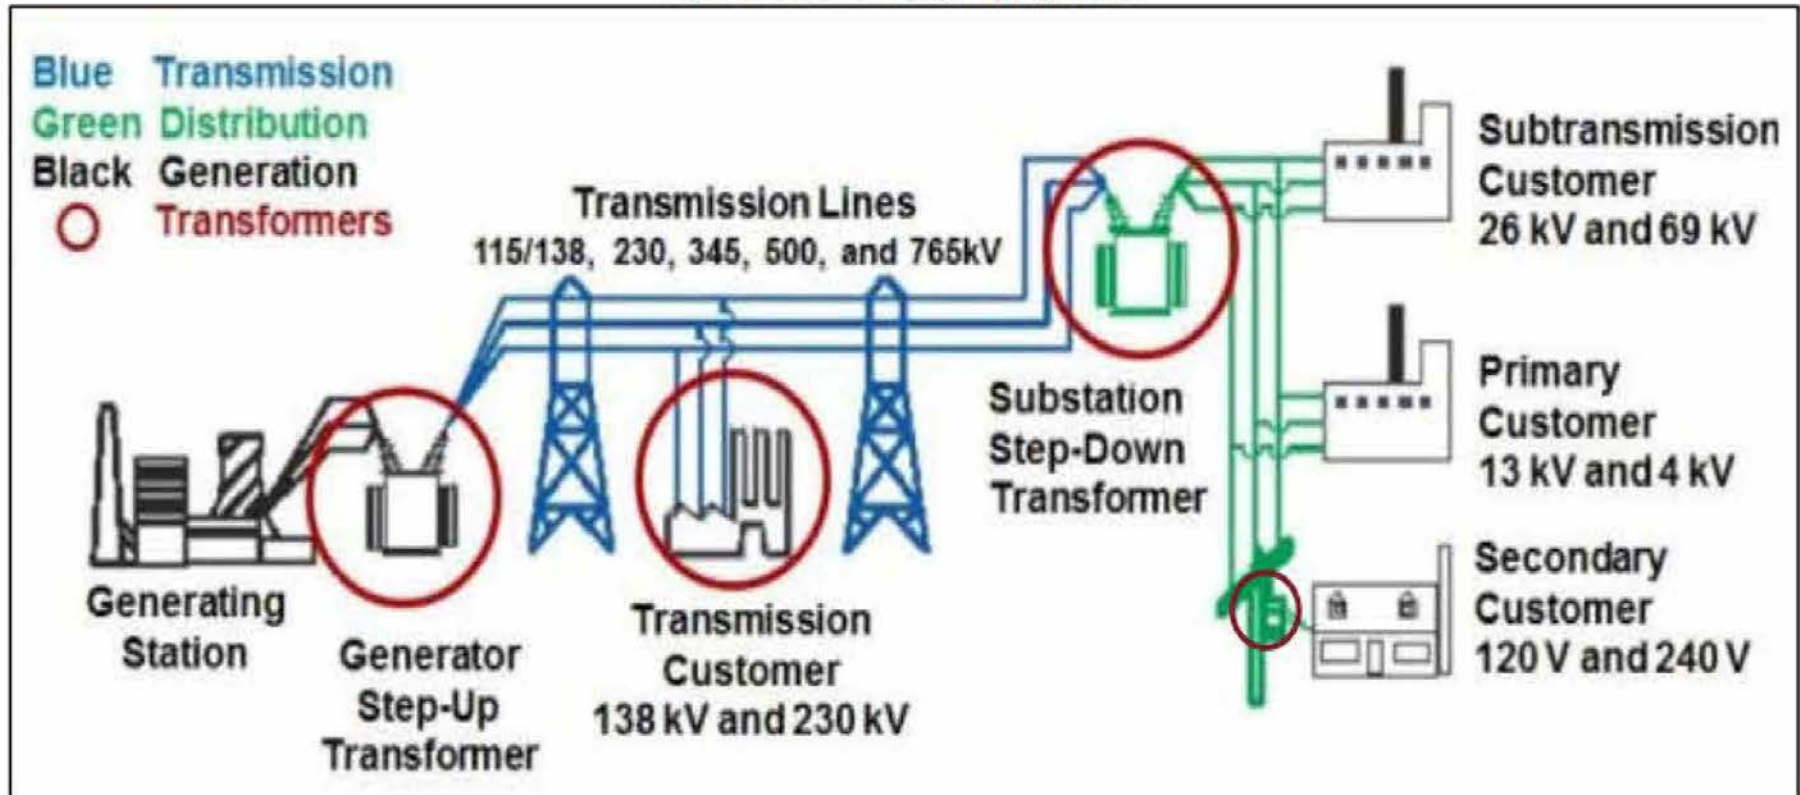 Blue Transmission
Green Distribution
Black Generation
Transformers
Transmission Lines
115/138, 230, 345, 500, and 765kV
Generating
Station
Generator
Step-Up
Transformer
Transmission
Customer
138 kV and 230 kV
Substation
Step-Down
Transformer
Subtransmission
Customer
26 kV and 69 kV
Primary
Customer
13 kV and 4 kV
Secondary
Customer
120 V and 240 V